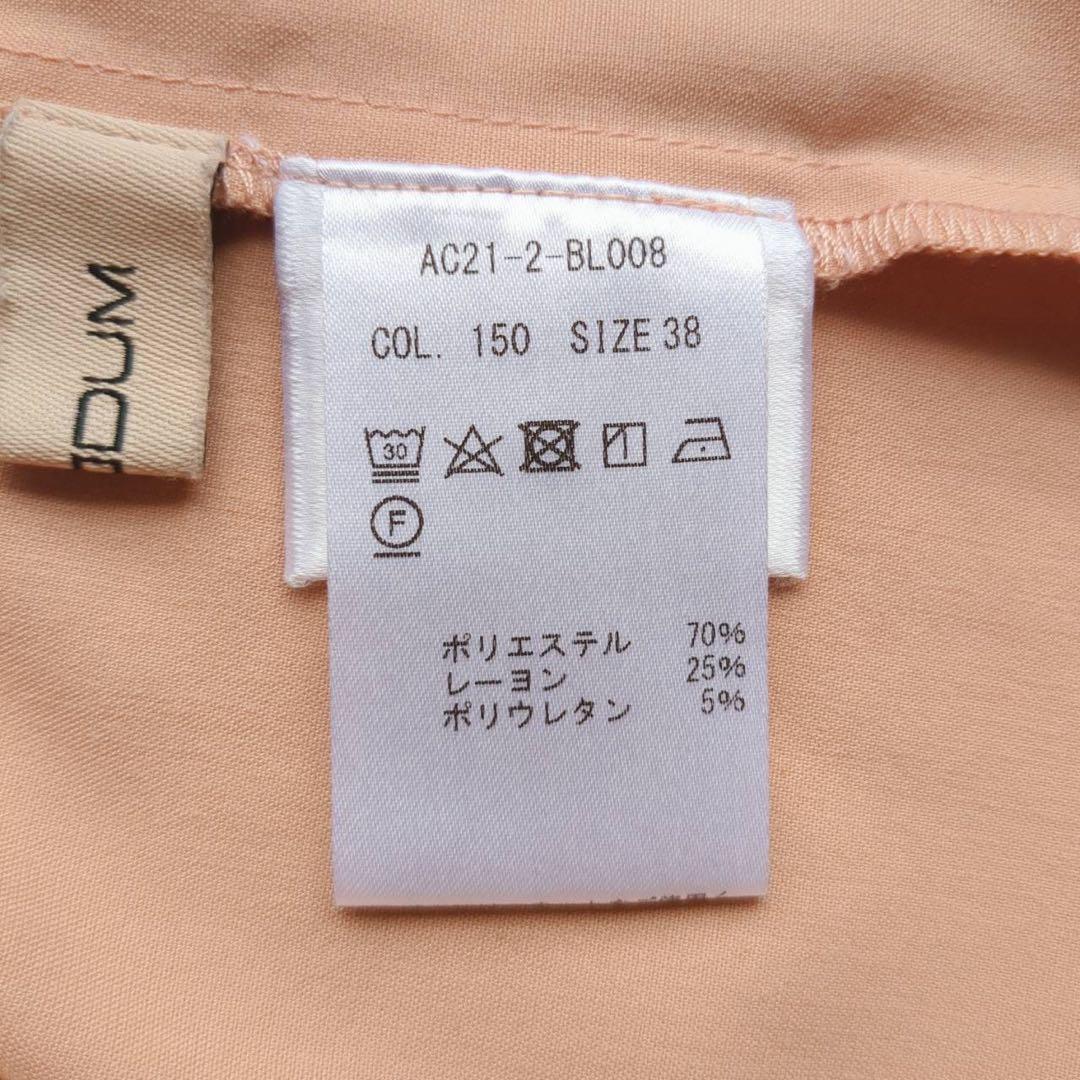 AC21-2-BL008
COL. 150 SIZE 38
30
F
ポリエステル 70%
レーヨン 25%
ポリウレタン 5%